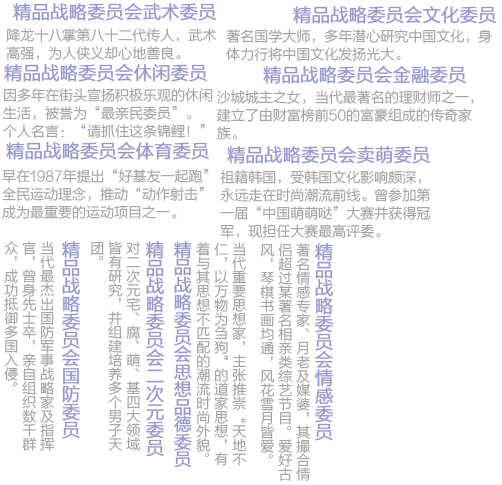 精品战略委员会武术委员
降龙十八掌第八十二代传人，武术
高强，为人侠义却心地善良。
精品战略委员会文化委员
著名国学大师，多年潜心研究中国文化，身
体力行将中国文化发扬光大。
精品战略委员会休闲委员
因多年在街头宣扬积极乐观的休闲
生活，被誉为“最亲民委员”。
个人名言：“请抓住这条锦鲤！”
精品战略委员会金融委员
沙城城主之女，当代最著名的理财师之一，
建立了由财富榜前50的富豪组成的传奇家
族。
精品战略委员会体育委员
早在1987年提出“好基友一起跑”
全民运动理念，推动“动作射击”
成为最重要的运动项目之一。
精品战略委员会卖萌委员
祖籍韩国，受韩国文化影响颇深，
永远走在时尚潮流前线。曾参加第
一届“中国萌萌哒”大赛并获得冠
军，现担任大赛最高评委。
精品战略委员会情感委员
著名情感专家、月老及媒婆，其撮合情
侣超过某著名相亲类综艺节目。爱好古
风，琴棋书画均通，风花雪月皆爱。
精品战略委员会思想品德委员
当代重要思想家，主张推崇“天地不
仁，以万物为刍狗”的道家思想，有
着与其思想不匹配的潮流时尚外貌。
精品战略委员会二次元委员
对二次元宅、腐、萌、基四大领域
皆有研究，并组建培养多个男子天
团。
精品战略委员会国防委员
当代最杰出国防军事战略家及指挥
官，曾身先士卒，亲自组织数千群
众，成功抵御多国入侵。